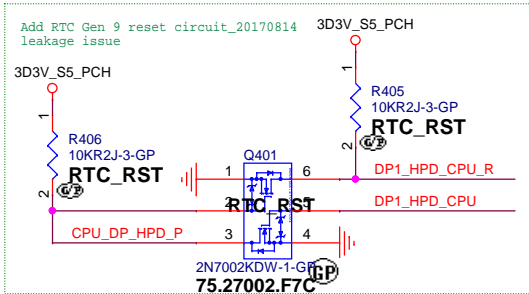 Add RTC Gen 9 reset circuit_20170814
leakage issue
3D3V_S5_PCH
3D3V_S5_PCH
1
R405
10KR2J-3-GP
RTC_RST
G/P
2
1
R406
10KR2J-3-GP
RTC_RST
G/P
2
Q401
1
6
DP1_HPD_CPU_R
2
RTC_RST
5
DP1_HPD_CPU
CPU_DP_HPD_P
3
4
2N7002KDW-1-GP
GP
75.27002.F7C